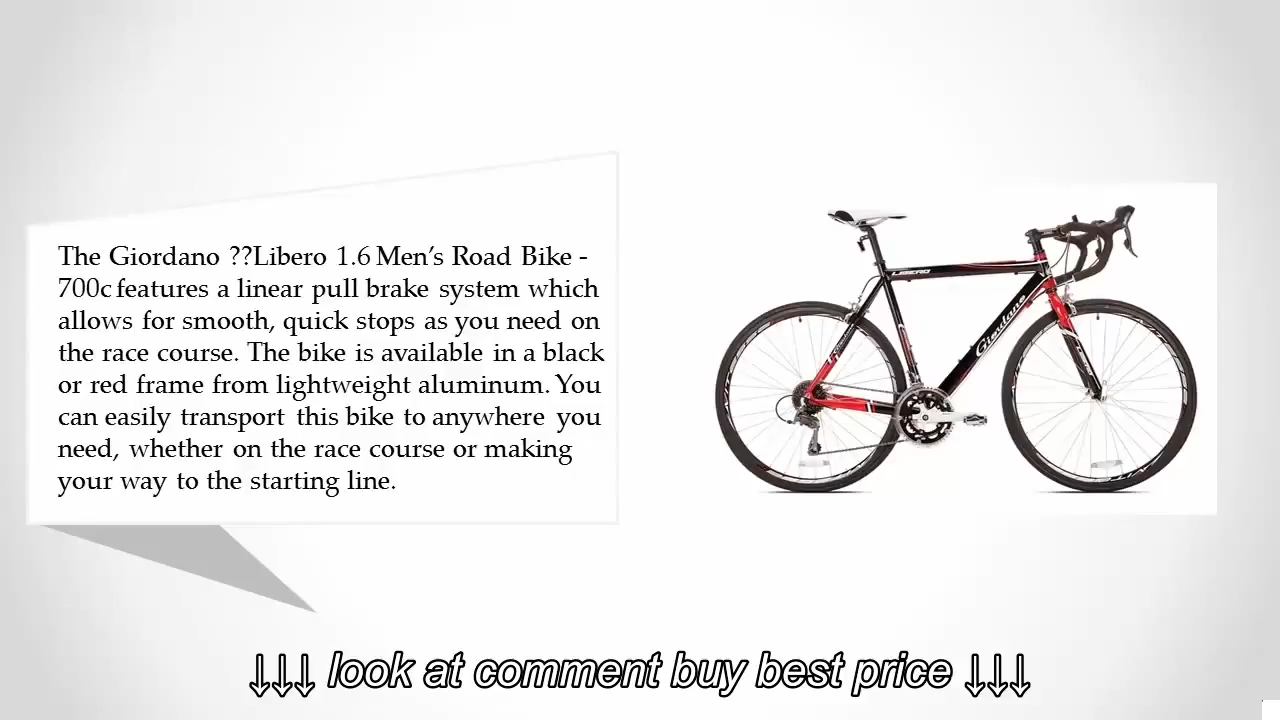 The Giordano ??Libero 1.6 Men’s Road Bike -
700c features a linear pull brake system which
allows for smooth, quick stops as you need on
the race course. The bike is available in a black
or red frame from lightweight aluminum. You
can easily transport this bike to anywhere you
need, whether on the race course or making
your way to the starting line.
LIBERO
Giordano
↓↓↓ look at comment buy best price ↓↓↓